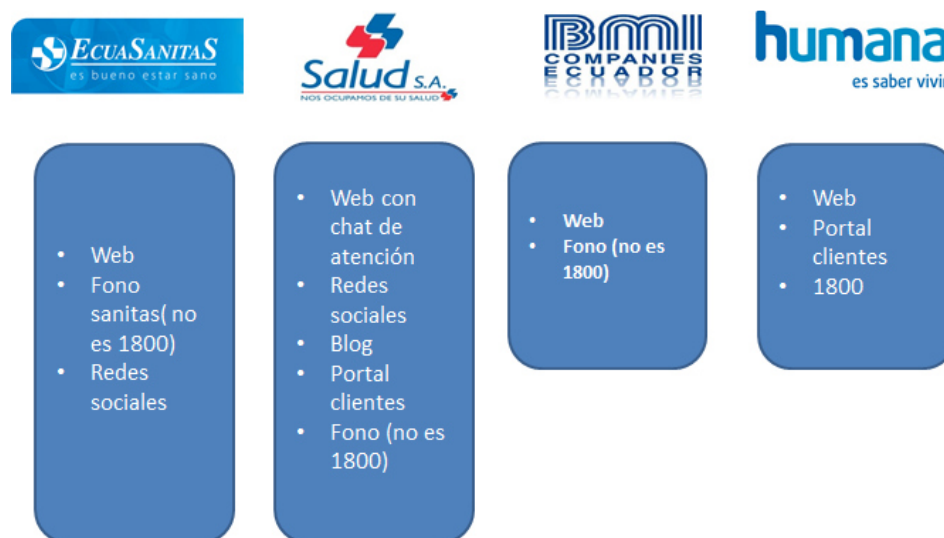 ECUASANITAS
es bueno estar sano
• Web
• Fono
sanitas( no
es 1800)
• Redes
sociales
Salud S.A.
NOS OCUPAMOS DE SU SALUD
• Web con
chat de
atención
• Redes
sociales
• Blog
• Portal
clientes
• Fono (no es
1800)
BMI
COMPANIES
ECUADOR
• Web
• Fono (no es
1800)
humana
es saber vivir
• Web
• Portal
clientes
• 1800